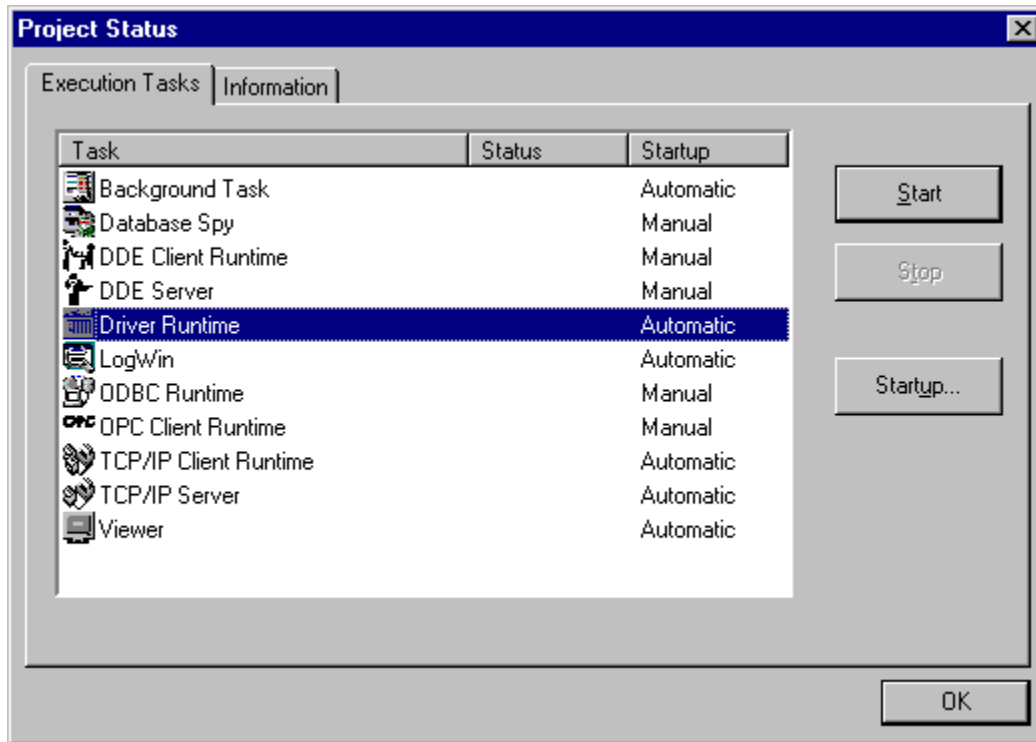 Project Status
Execution Tasks Information
Task Status Startup
Background Task Automatic
Database Spy Manual
DDE Client Runtime Manual
DDE Server Manual
Driver Runtime Automatic
LogWin Automatic
ODBC Runtime Manual
OPC OPC Client Runtime Manual
TCP/IP Client Runtime Automatic
TCP/IP Server Automatic
Viewer Automatic
Start
Stop
Startup...
OK